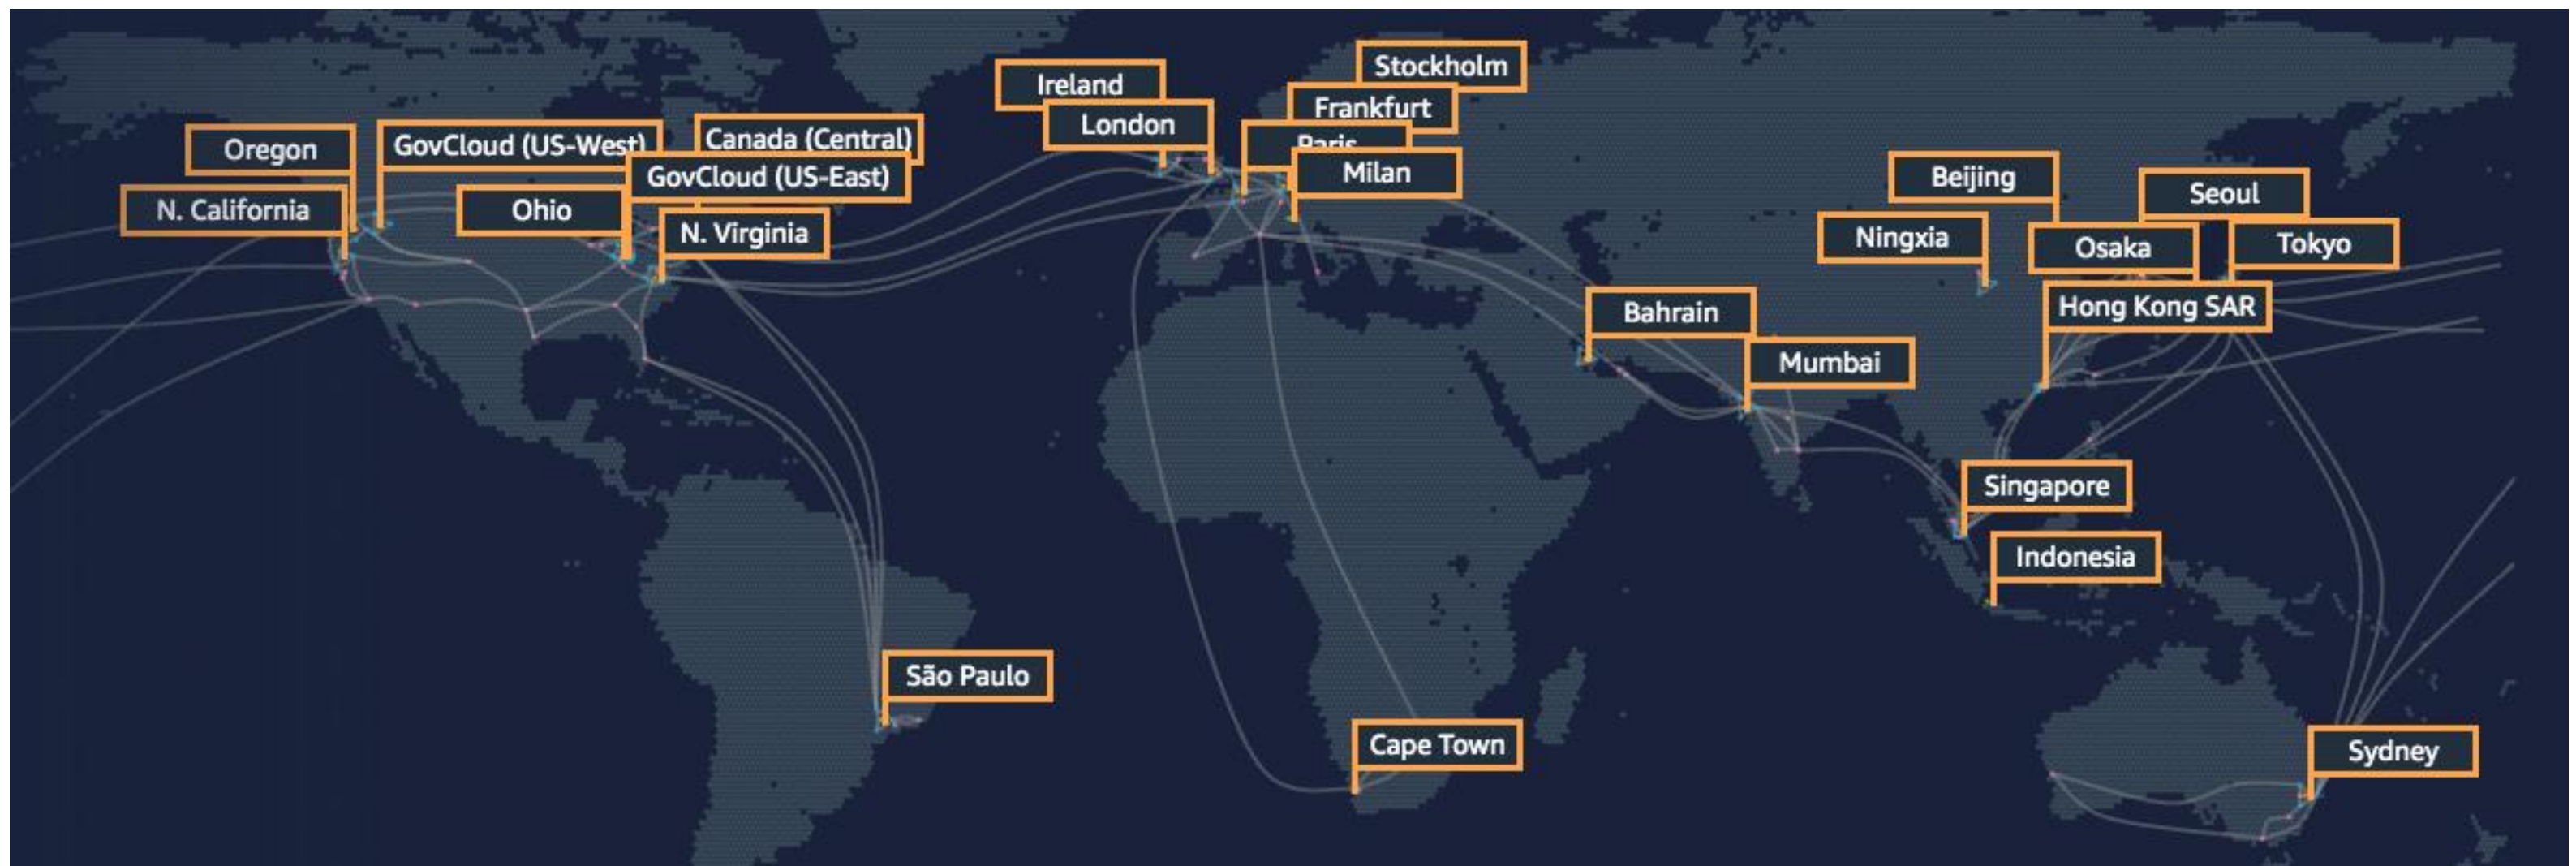 Stockholm
Ireland
Frankfurt
London
Paris
Milan
Oregon
GovCloud (US-West)
Canada (Central)
GovCloud (US-East)
N. California
Ohio
N. Virginia
Beijing
Seoul
Ningxia
Osaka
Tokyo
Bahrain
Hong Kong SAR
Mumbai
Singapore
Indonesia
São Paulo
Cape Town
Sydney